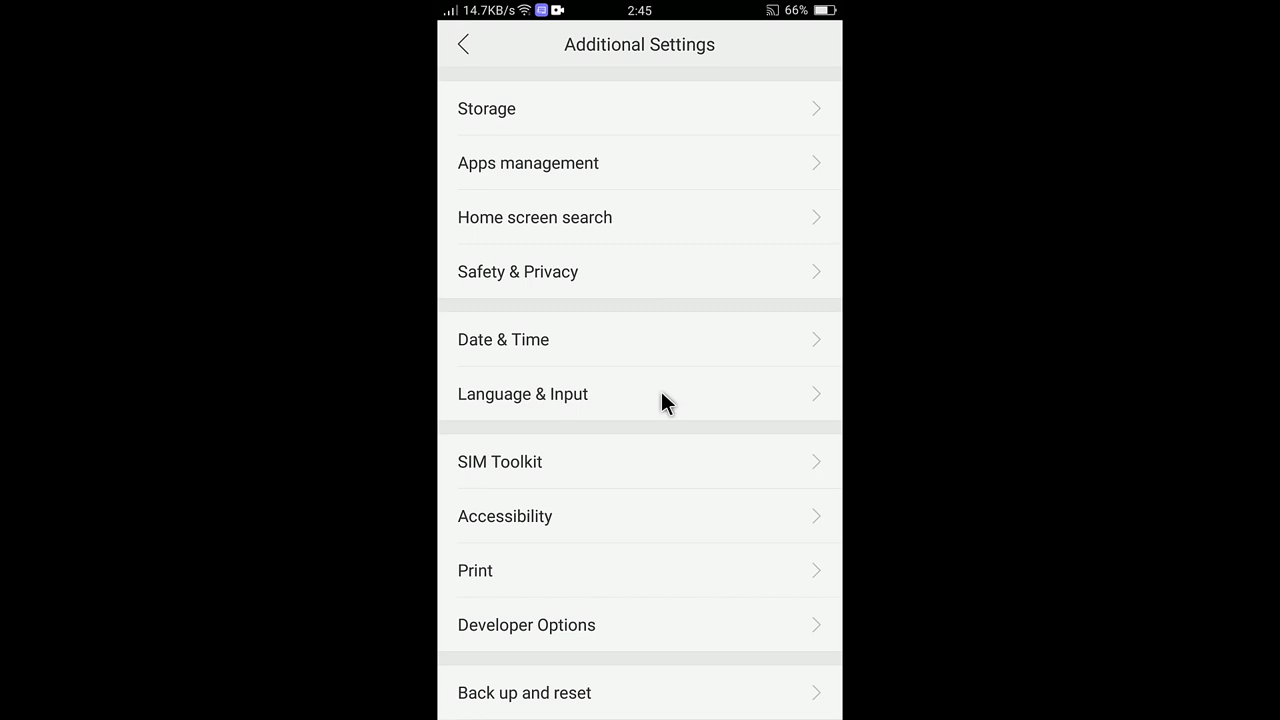 14.7KB/s 2:45 66%
Additional Settings
Storage
Apps management
Home screen search
Safety & Privacy
Date & Time
Language & Input
SIM Toolkit
Accessibility
Print
Developer Options
Back up and reset